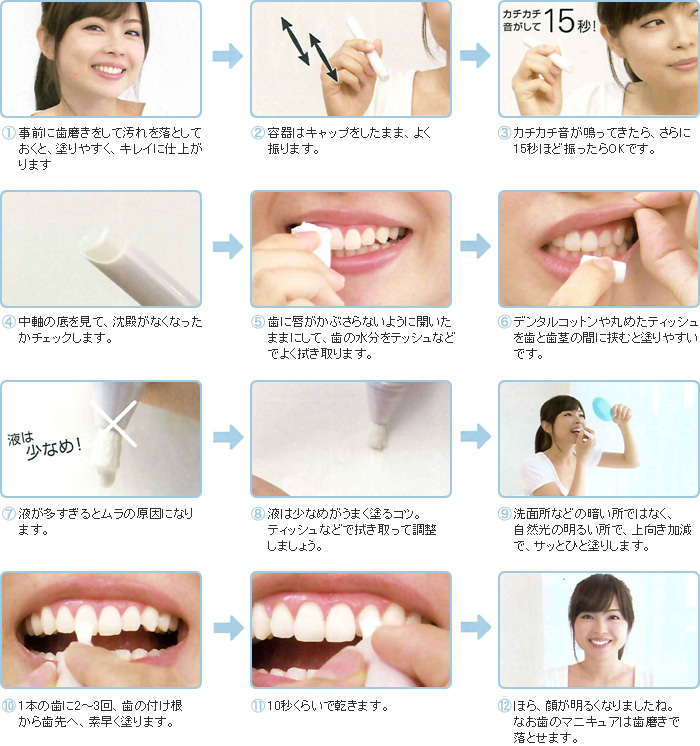 カチカチ
音がして15秒！
① 事前に歯磨きをして汚れを落として
おくと、塗りやすく、キレイに仕上が
ります
② 容器はキャップをしたまま、よく
振ります。
③ カチカチ音が鳴ってきたら、さらに
15秒ほど振ったらOKです。
④ 中軸の底を見て、沈殿がなくなった
かチェックします。
⑤ 歯に唇がかぶさらないように開いた
ままにして、歯の水分をテッシュなど
でよく拭き取ります。
⑥ デンタルコットンや丸めたティッシュ
を歯と歯茎の間に挟むと塗りやすい
です。
液は
少なめ！
⑦ 液が多すぎるとムラの原因になり
ます。
⑧ 液は少なめがうまく塗るコツ。
ティッシュなどで拭き取って調整
しましょう。
⑨ 洗面所などの暗い所ではなく、
自然光の明るい所で、上向き加減
で、サッとひと塗りします。
⑩ 1本の歯に2～3回、歯の付け根
から歯先へ、素早く塗ります。
⑪ 10秒くらいで乾きます。
⑫ ほら、顔が明るくなりましたね。
なお歯のマニキュアは歯磨きで
落とせます。